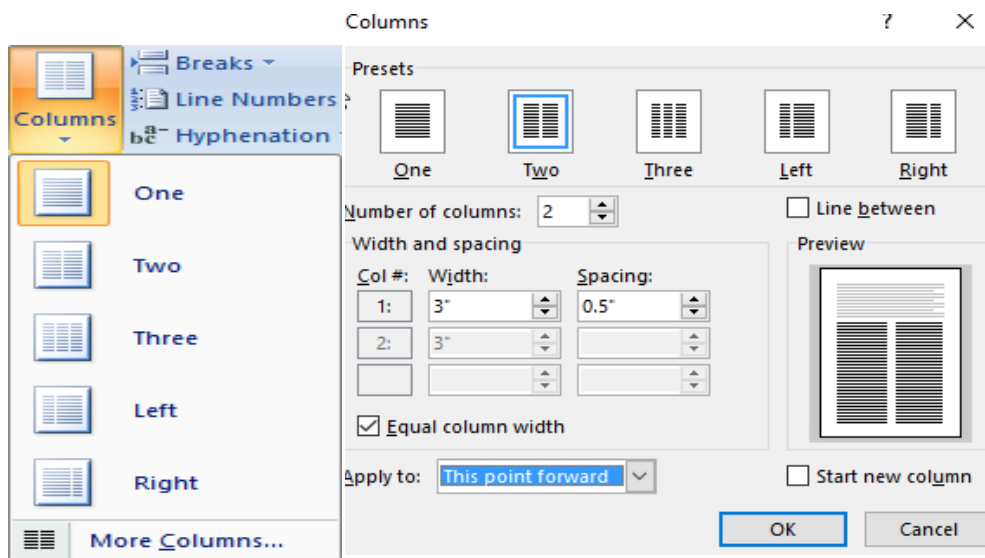 Columns
Breaks
Line Numbers
Hyphenation
One
Two
Three
Left
Right
More Columns...
Columns ? ✕
Presets
One Two Three Left Right
Number of columns: 2
Line between
Width and spacing
Preview
Col #: Width: Spacing:
1: 3" 0.5"
2: 3"
Equal column width
Apply to: This point forward
Start new column
OK Cancel